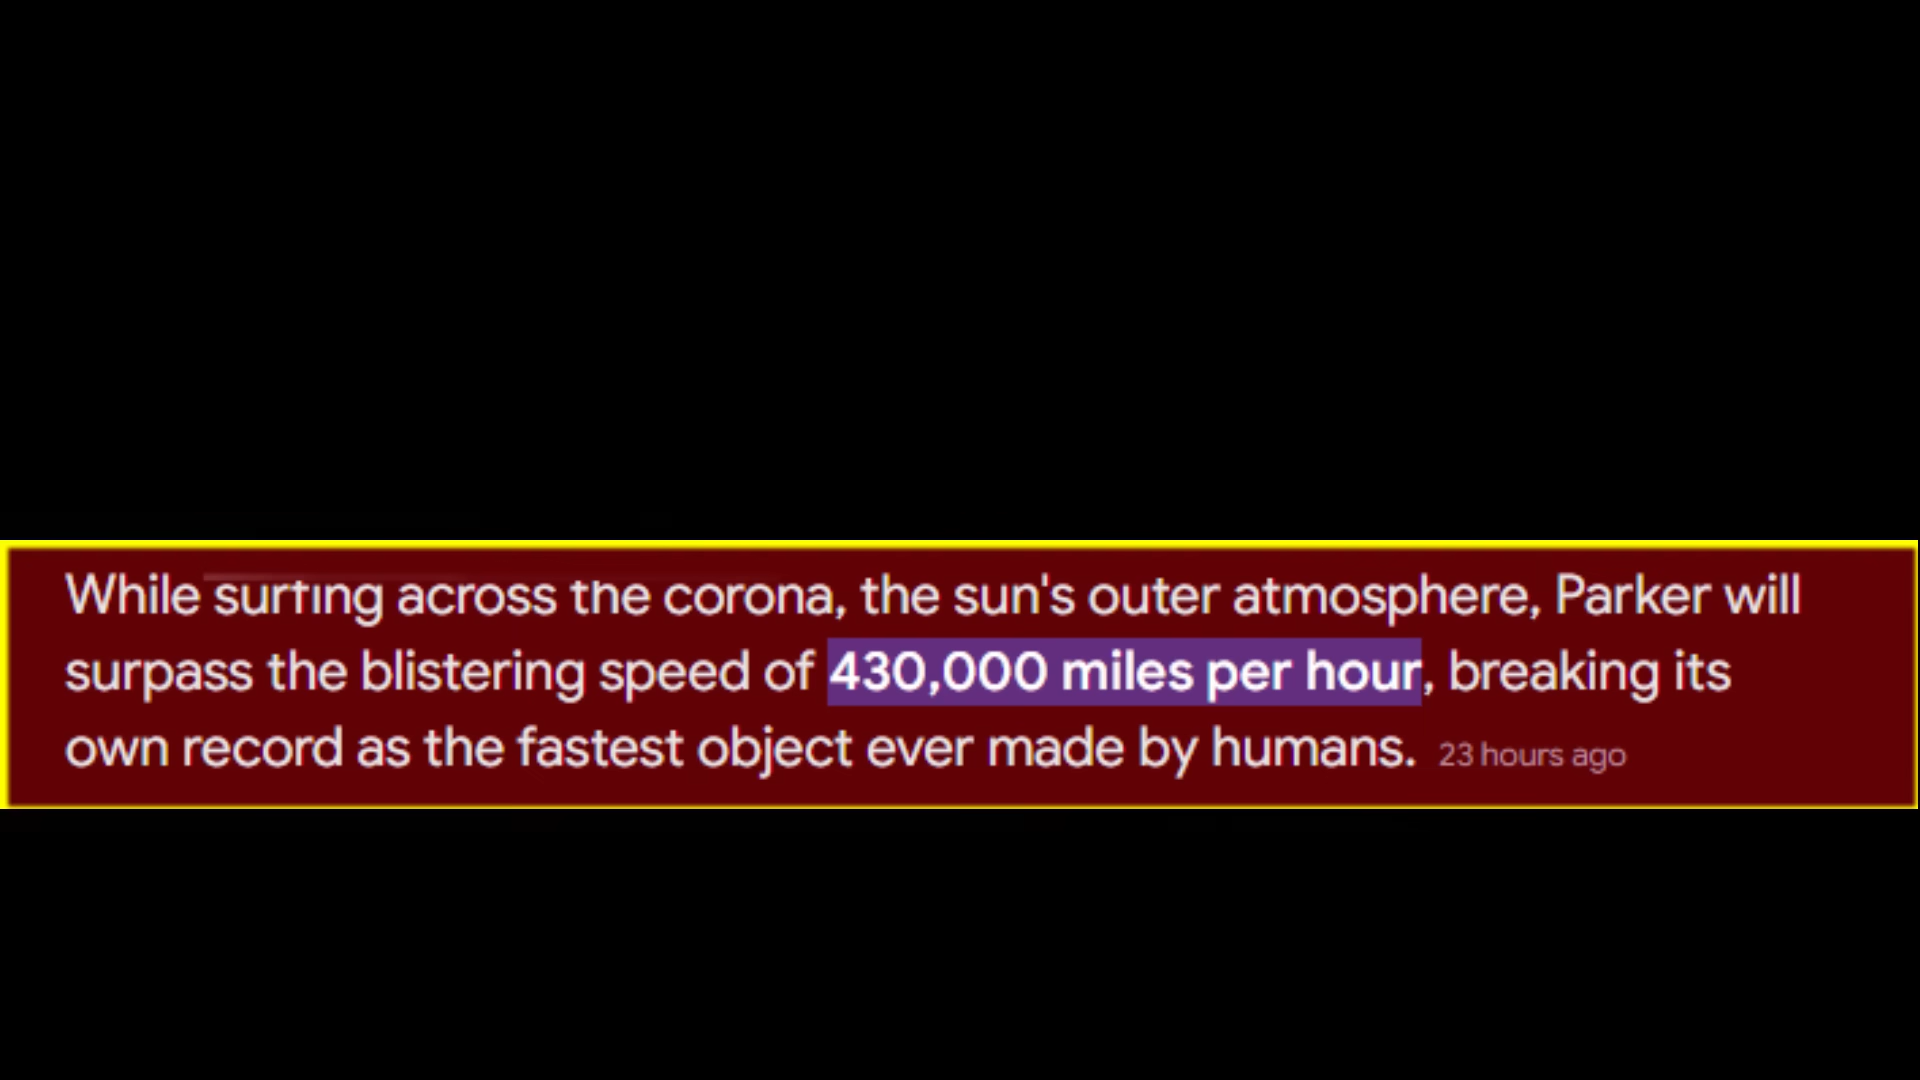 While surfing across the corona, the sun's outer atmosphere, Parker will
surpass the blistering speed of 430,000 miles per hour, breaking its
own record as the fastest object ever made by humans. 23 hours ago